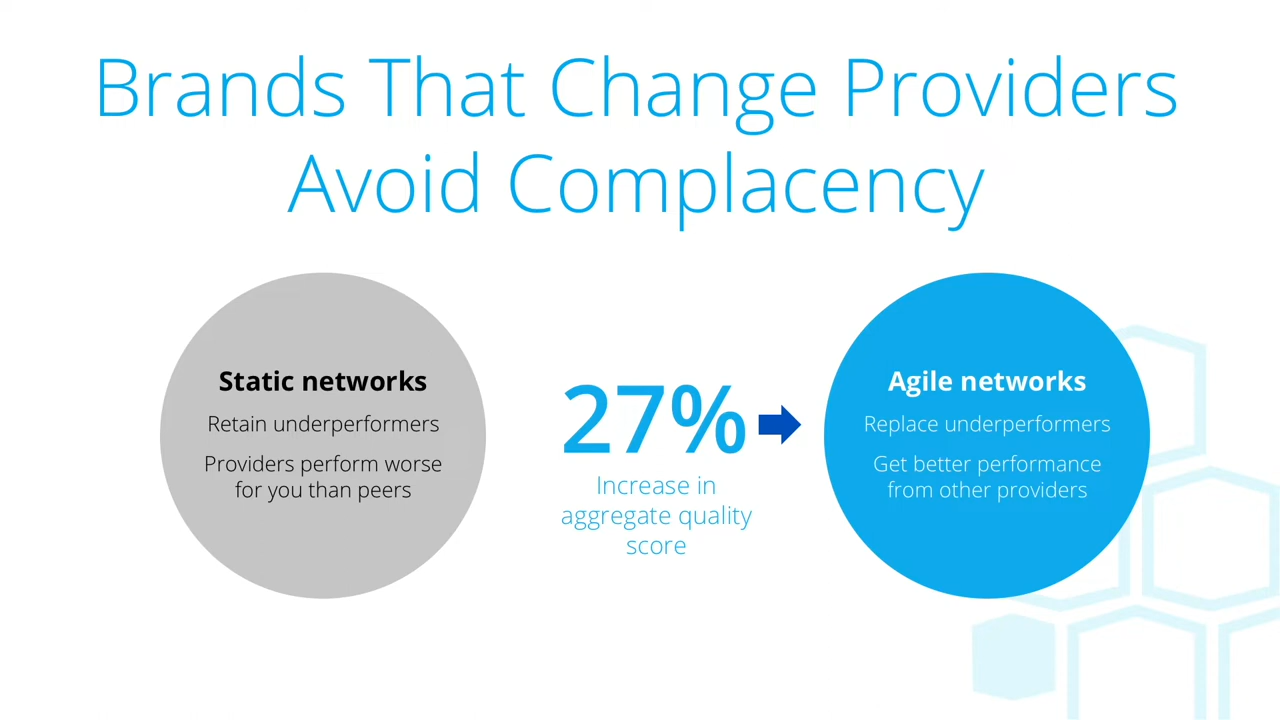 Brands That Change Providers
Avoid Complacency
Static networks
Retain underperformers
Providers perform worse
for you than peers
27%
Increase in
aggregate quality
score
Agile networks
Replace underperformers
Get better performance
from other providers